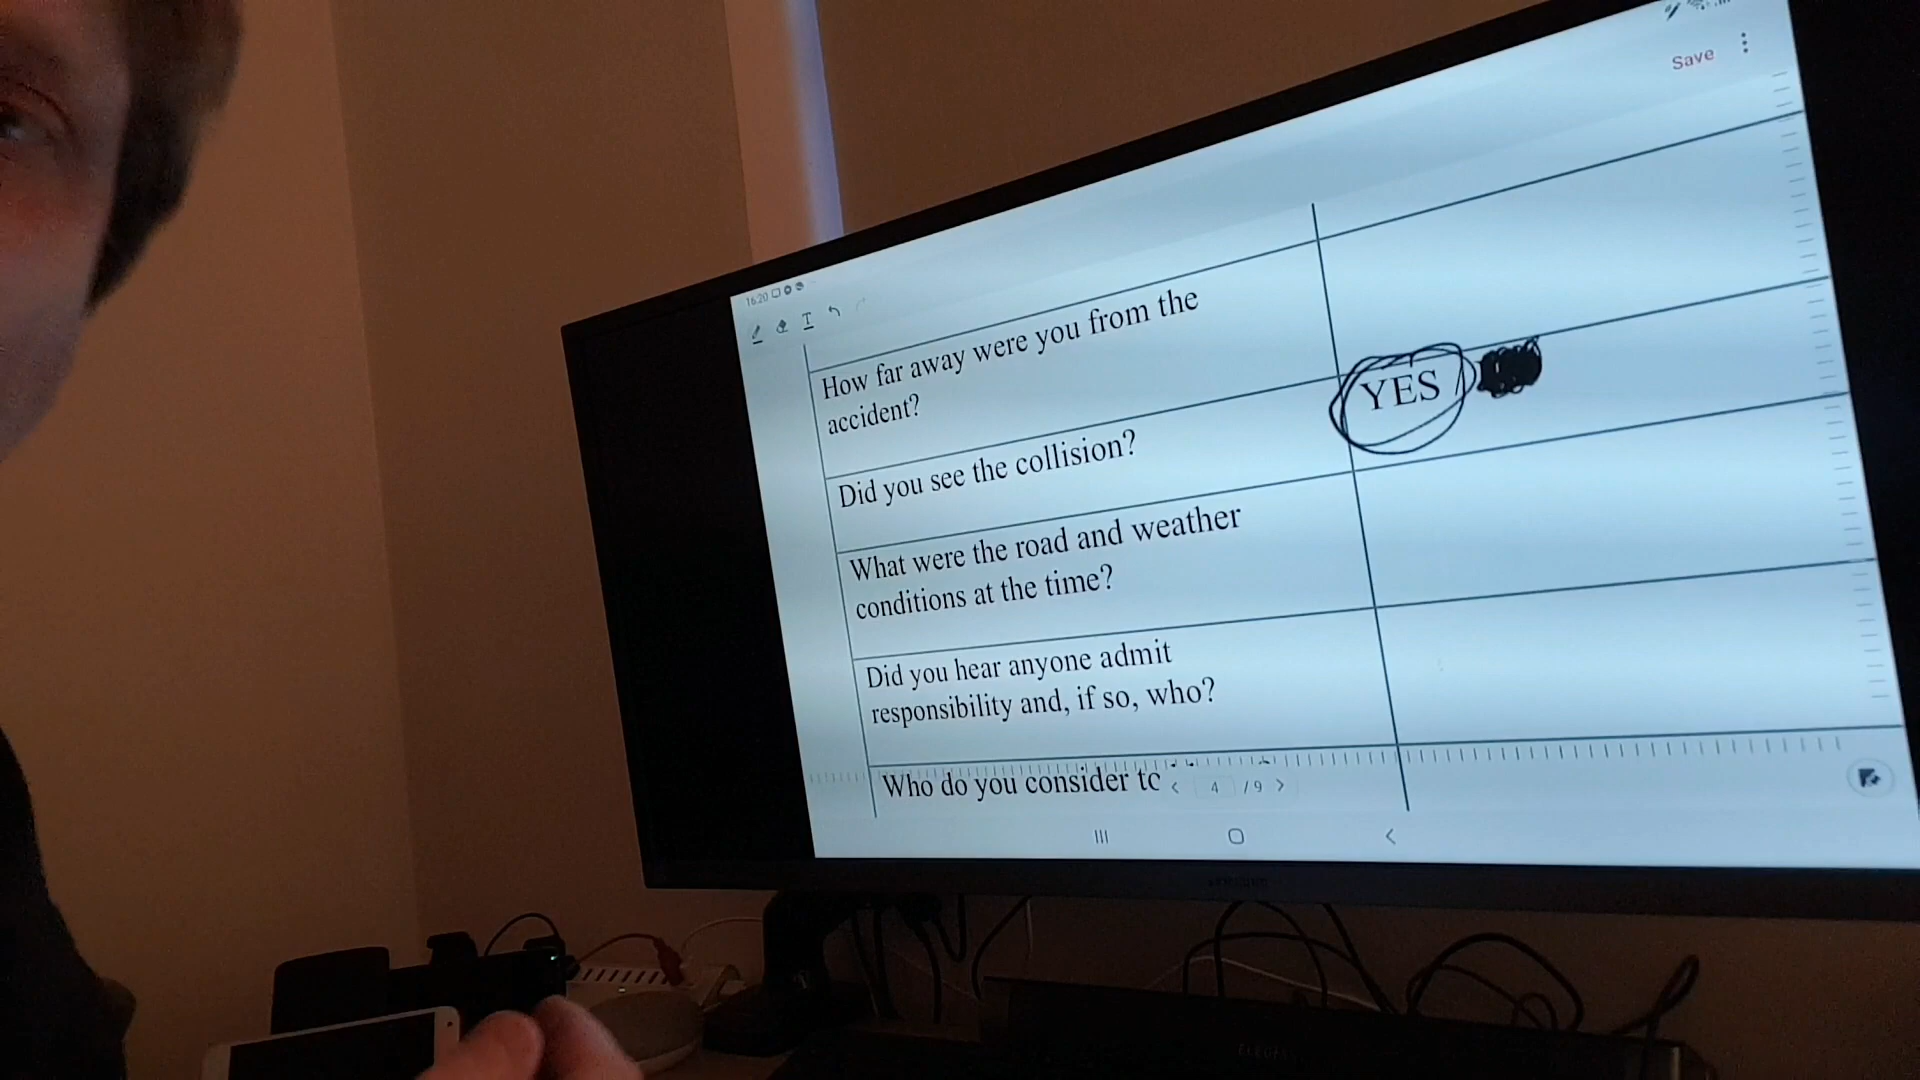 16:20
Save
How far away were you from the
accident?
Did you see the collision?
YES /
What were the road and weather
conditions at the time?
Did you hear anyone admit
responsibility and, if so, who?
Who do you consider to
< 4 / 9 >